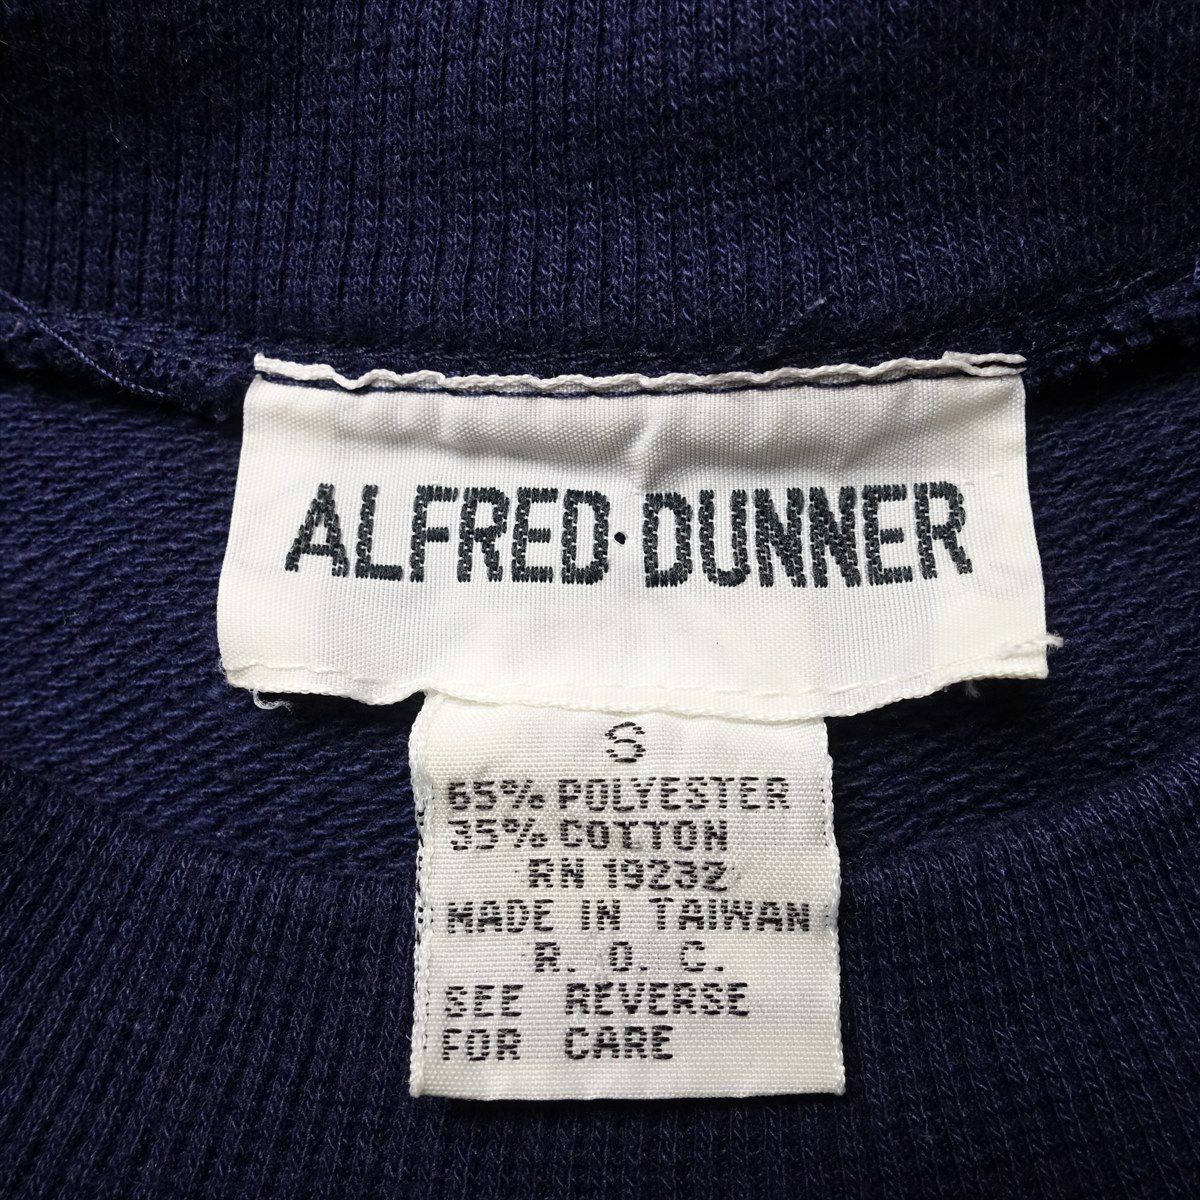 ALFRED·DUNNER
S
65% POLYESTER
35% COTTON
RN 19232
MADE IN TAIWAN
R. O. C.
SEE REVERSE
FOR CARE